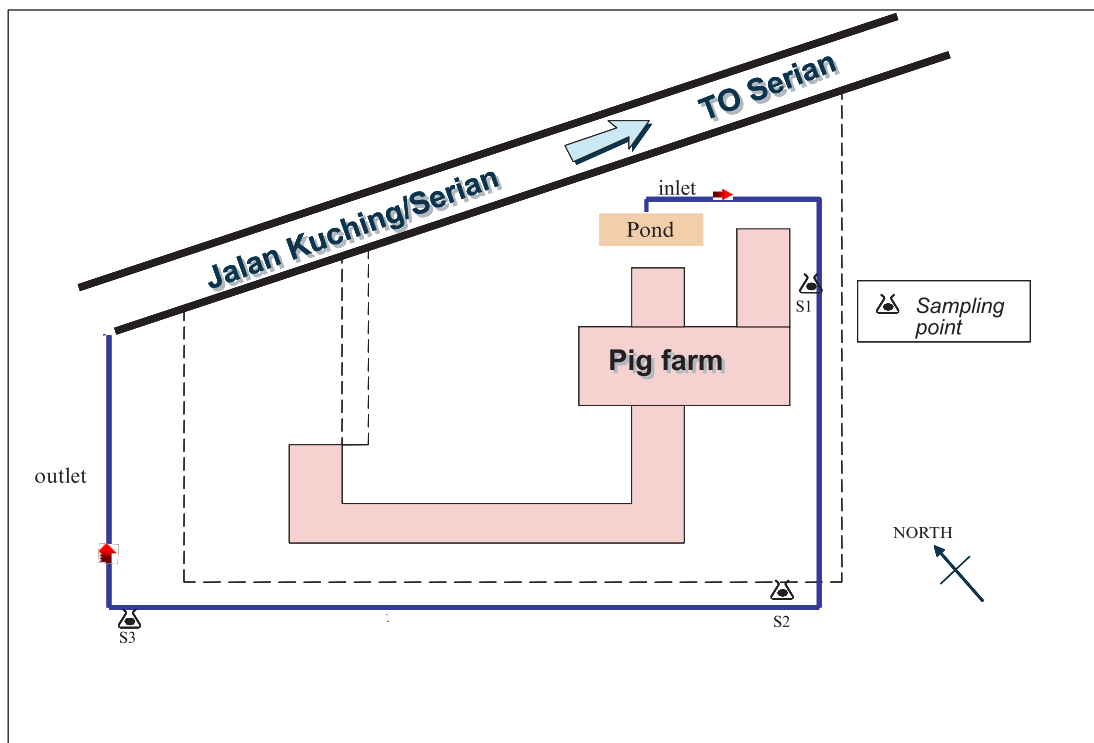 TO Serian
Jalan Kuching/Serian
inlet
Pond
S1
Sampling
point
Pig farm
outlet
NORTH
S2
S3